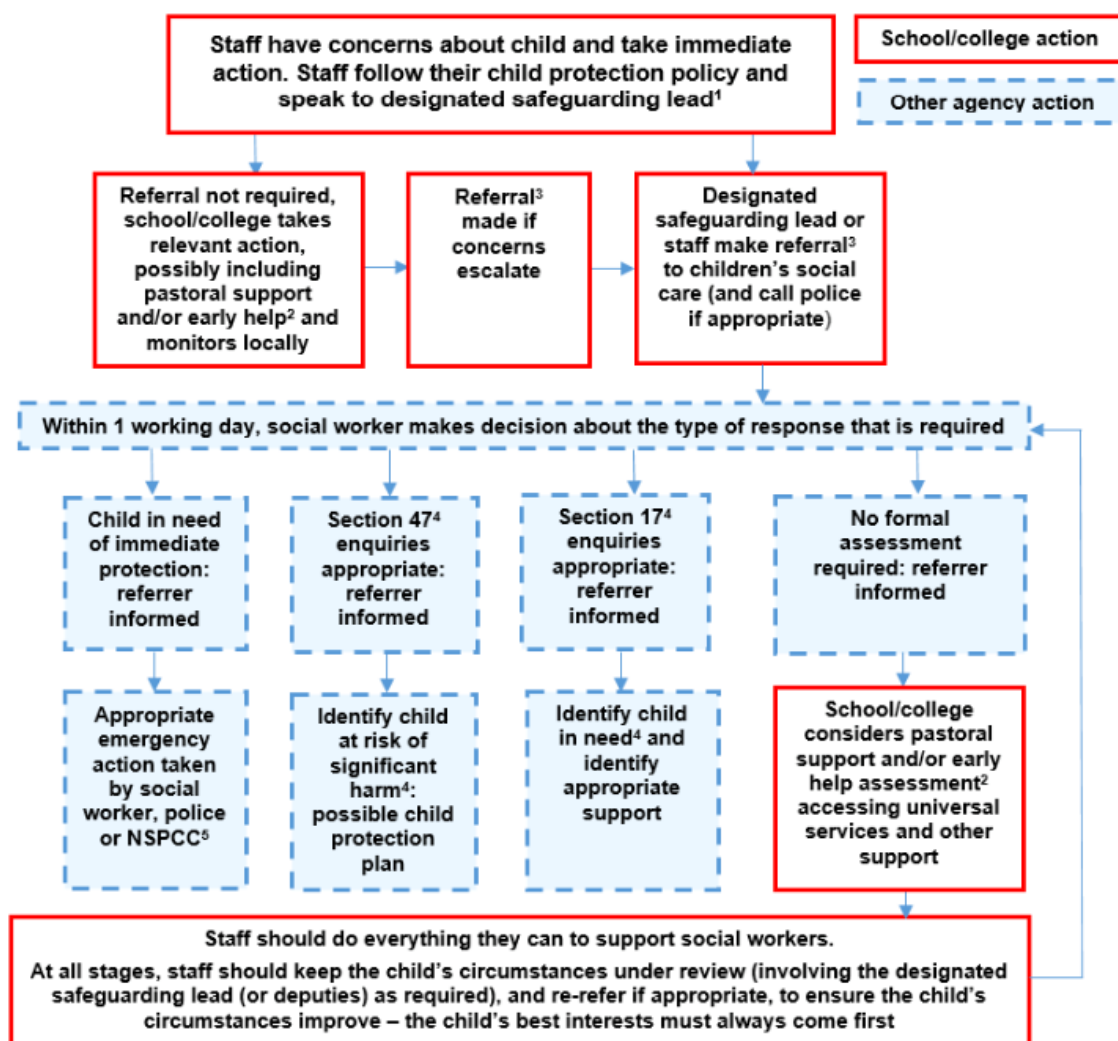 Staff have concerns about child and take immediate
action. Staff follow their child protection policy and
speak to designated safeguarding lead¹
School/college action
Other agency action
Referral not required,
school/college takes
relevant action,
possibly including
pastoral support
and/or early help² and
monitors locally
Referral³
made if
concerns
escalate
Designated
safeguarding lead or
staff make referral³
to children's social
care (and call police
if appropriate)
Within 1 working day, social worker makes decision about the type of response that is required
Child in need
of immediate
protection:
referrer
informed
Section 47⁴
enquiries
appropriate:
referrer
informed
Section 17⁴
enquiries
appropriate:
referrer
informed
No formal
assessment
required: referrer
informed
Appropriate
emergency
action taken
by social
worker, police
or NSPCC⁵
Identify child
at risk of
significant
harm⁴:
possible child
protection
plan
Identify child
in need⁴ and
identify
appropriate
support
School/college
considers pastoral
support and/or early
help assessment²
accessing universal
services and other
support
Staff should do everything they can to support social workers.
At all stages, staff should keep the child's circumstances under review (involving the designated
safeguarding lead (or deputies) as required), and re-refer if appropriate, to ensure the child's
circumstances improve – the child's best interests must always come first